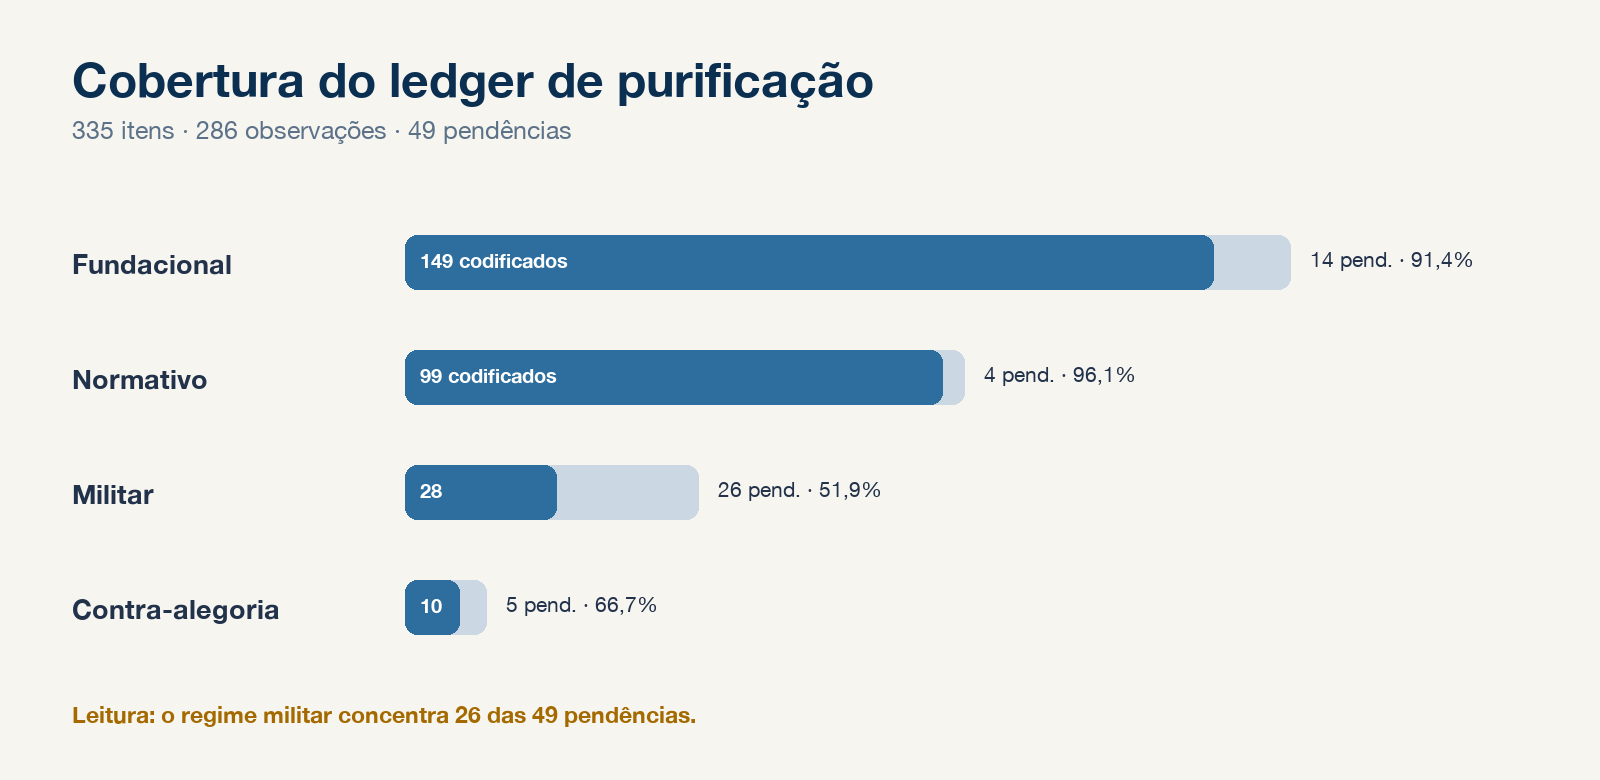 Cobertura do ledger de purificação
335 itens · 286 observações · 49 pendências
Fundacional
149 codificados
14 pend. · 91,4%
Normativo
99 codificados
4 pend. · 96,1%
Militar
28
26 pend. · 51,9%
Contra-alegoria
10
5 pend. · 66,7%
Leitura: o regime militar concentra 26 das 49 pendências.